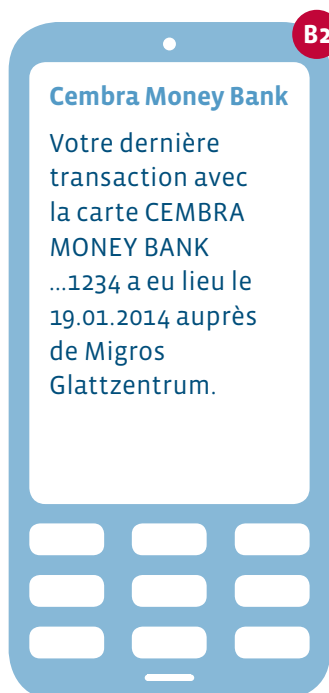 B2
Cembra Money Bank
Votre dernière
transaction avec
la carte CEMBRA
MONEY BANK
...1234 a eu lieu le
19.01.2014 auprès
de Migros
Glattzentrum.